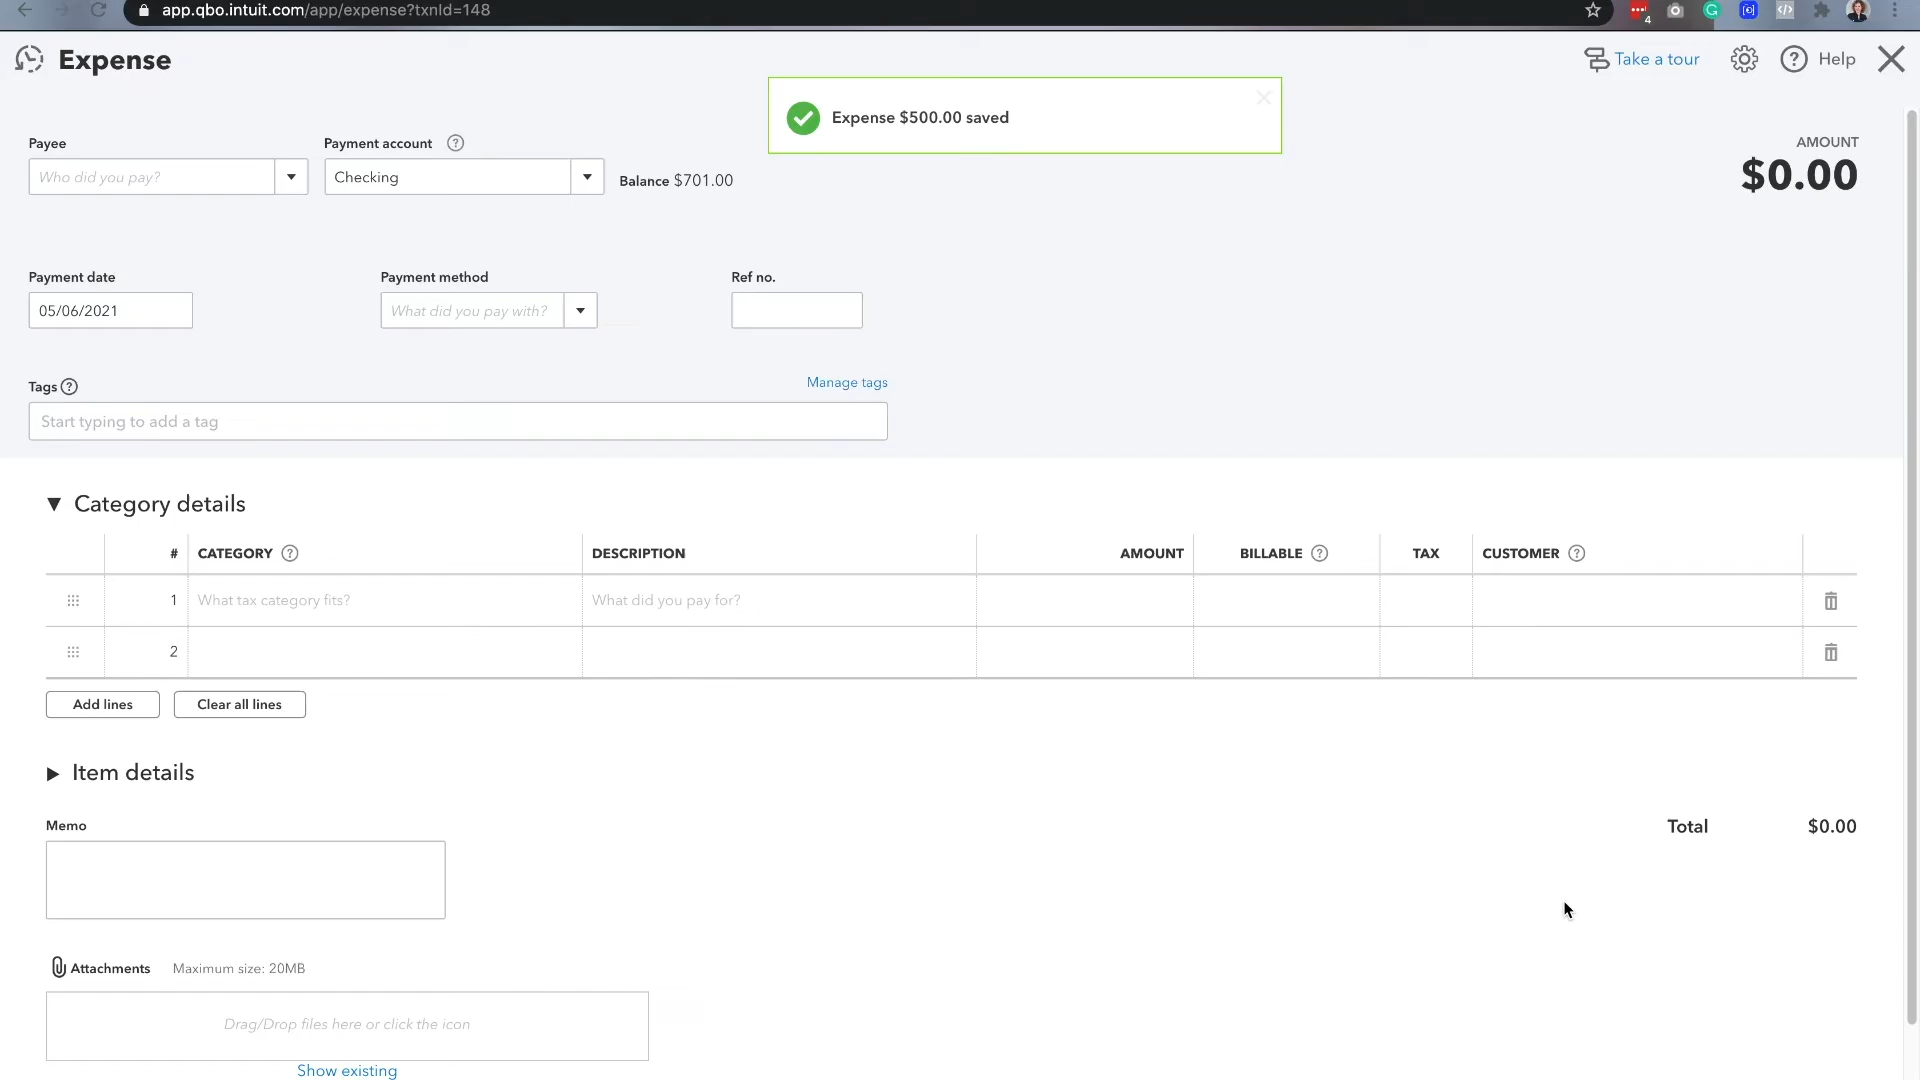 app.qbo.intuit.com/app/expense?txnId=148
4
Expense
Take a tour
Help
Expense $500.00 saved
Payee
Payment account
AMOUNT
Who did you pay?
Checking
Balance $701.00
$0.00
Payment date
Payment method
Ref no.
05/06/2021
What did you pay with?
Tags
Manage tags
Start typing to add a tag
Category details
# CATEGORY DESCRIPTION AMOUNT BILLABLE TAX CUSTOMER
1 What tax category fits? What did you pay for?
2
Add lines
Clear all lines
Item details
Memo
Total $0.00
Attachments Maximum size: 20MB
Drag/Drop files here or click the icon
Show existing